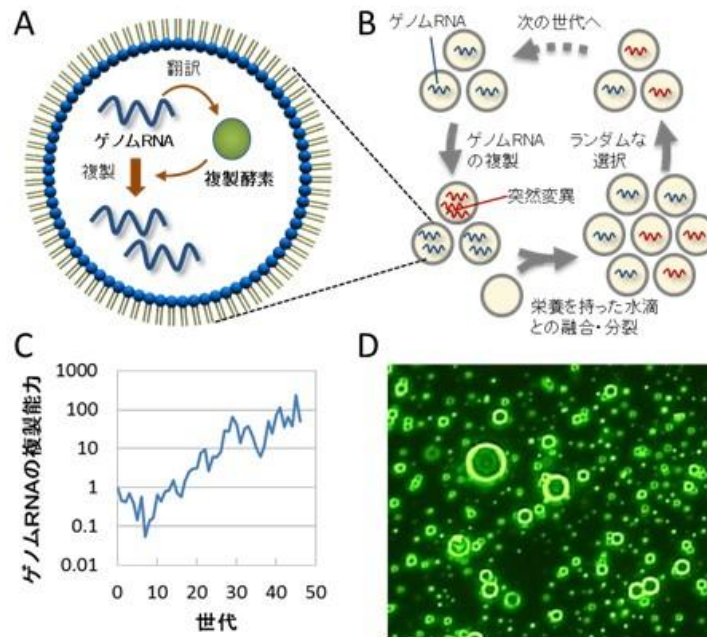 A
翻訳
ゲノムRNA
複製
複製酵素
B
ゲノムRNA
次の世代へ
ゲノムRNA
の複製
ランダムな
選択
突然変異
栄養を持った水滴
との融合・分裂
C
ゲノムRNAの複製能力
1000
100
10
1
0.1
0.01
0 10 20 30 40 50
世代
D